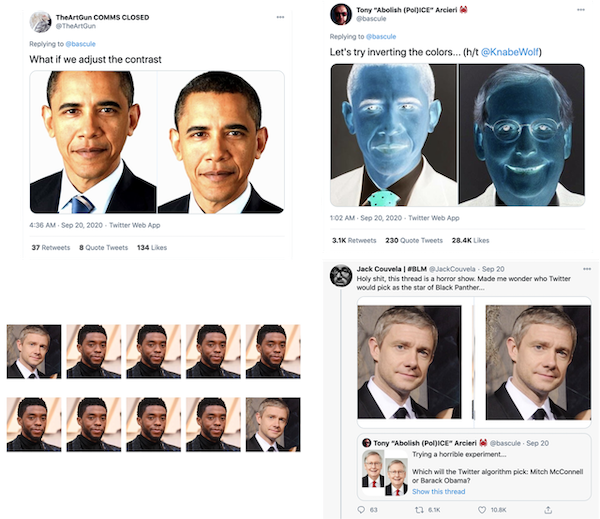 TheArtGun COMMS CLOSED
@TheArtGun
Replying to @bascule
What if we adjust the contrast
4:36 AM · Sep 20, 2020 · Twitter Web App
37 Retweets 8 Quote Tweets 134 Likes
Tony “Abolish (Pol)ICE” Arcieri 🦀
@bascule
Replying to @bascule
Let's try inverting the colors... (h/t @KnabeWolf)
1:02 AM · Sep 20, 2020 · Twitter Web App
3.1K Retweets 230 Quote Tweets 28.4K Likes
Jack Couvela | #BLM @JackCouvela · Sep 20
Holy shit, this thread is a horror show. Made me wonder who Twitter
would pick as the star of Black Panther...
Tony “Abolish (Pol)ICE” Arcieri 🦀 @bascule · Sep 20
Trying a horrible experiment...
Which will the Twitter algorithm pick: Mitch McConnell
or Barack Obama?
Show this thread
63 6.1K 10.8K